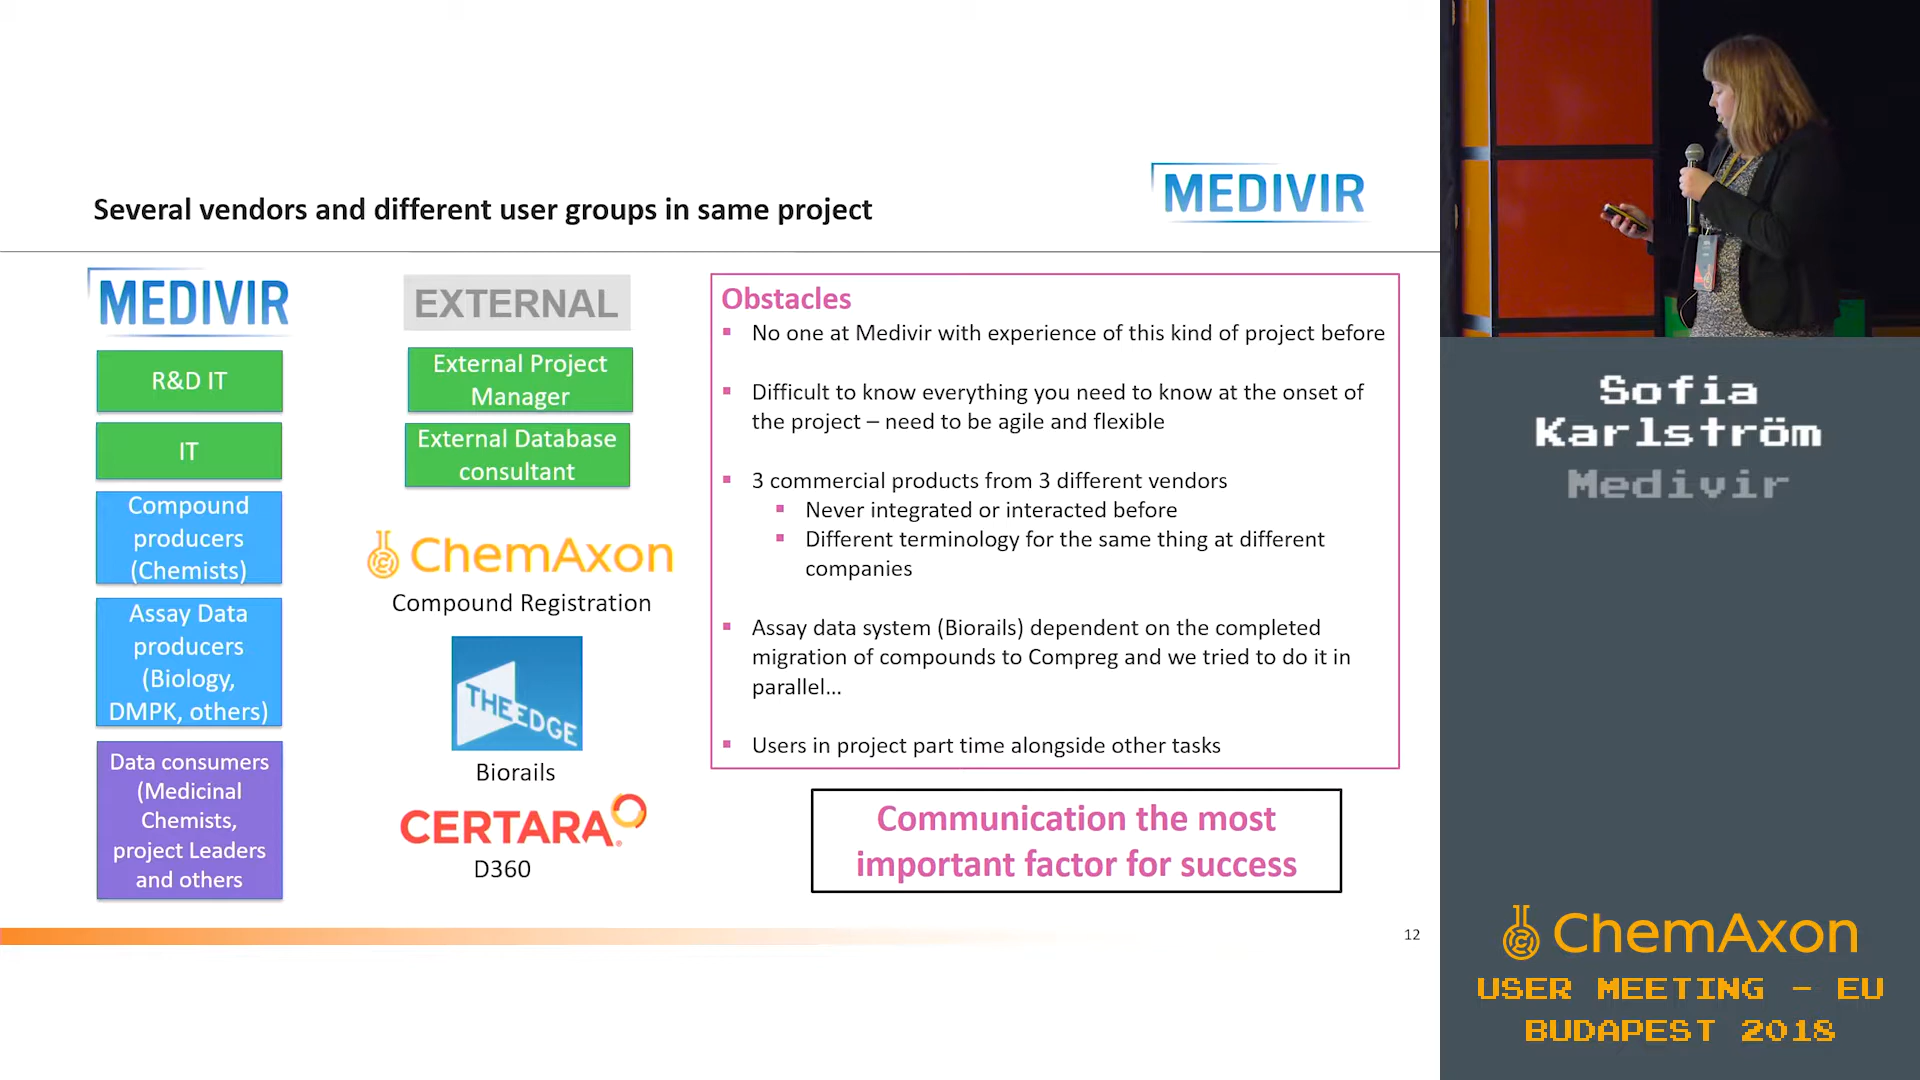 Several vendors and different user groups in same project
MEDIVIR
MEDIVIR
R&D IT
IT
Compound
producers
(Chemists)
Assay Data
producers
(Biology,
DMPK, others)
Data consumers
(Medicinal
Chemists,
project Leaders
and others
EXTERNAL
External Project
Manager
External Database
consultant
ChemAxon
Compound Registration
THE EDGE
Biorails
CERTARA
D360
Obstacles
▪ No one at Medivir with experience of this kind of project before
▪ Difficult to know everything you need to know at the onset of
the project – need to be agile and flexible
▪ 3 commercial products from 3 different vendors
▪ Never integrated or interacted before
▪ Different terminology for the same thing at different
companies
▪ Assay data system (Biorails) dependent on the completed
migration of compounds to Compreg and we tried to do it in
parallel...
▪ Users in project part time alongside other tasks
Communication the most
important factor for success
12
Sofia
Karlström
Medivir
ChemAxon
USER MEETING - EU
BUDAPEST 2018